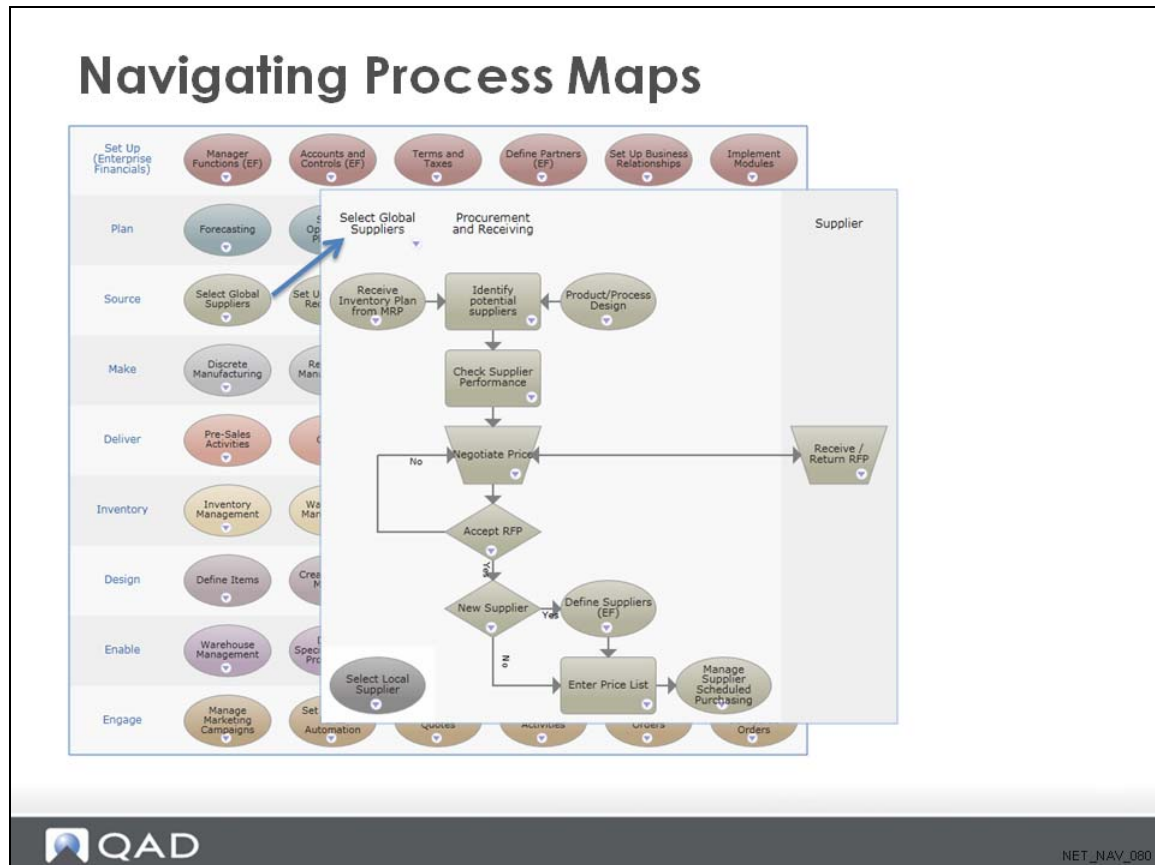 Navigating Process Maps
Set Up
(Enterprise
Financials)
Manager
Functions (EF)
Accounts and
Controls (EF)
Terms and
Taxes
Define Partners
(EF)
Set Up Business
Relationships
Implement
Modules
Plan
Forecasting
Source
Select Global
Suppliers
Set U
Make
Discrete
Manufacturing
Deliver
Pre-Sales
Activities
Inventory
Inventory
Management
Design
Define Items
Enable
Warehouse
Management
Engage
Manage
Marketing
Campaigns
Set
Automation
Quotes
Activities
Orders
Orders
Select Global
Suppliers
Procurement
and Receiving
Supplier
Receive
Inventory Plan
from MRP
Identify
potential
suppliers
Product/Process
Design
Check Supplier
Performance
Negotiate Price
No
Receive /
Return RFP
Accept RFP
Yes
New Supplier
Yes
Define Suppliers
(EF)
No
Select Local
Supplier
Enter Price List
Manage
Supplier
Scheduled
Purchasing
QAD
NET_NAV_080